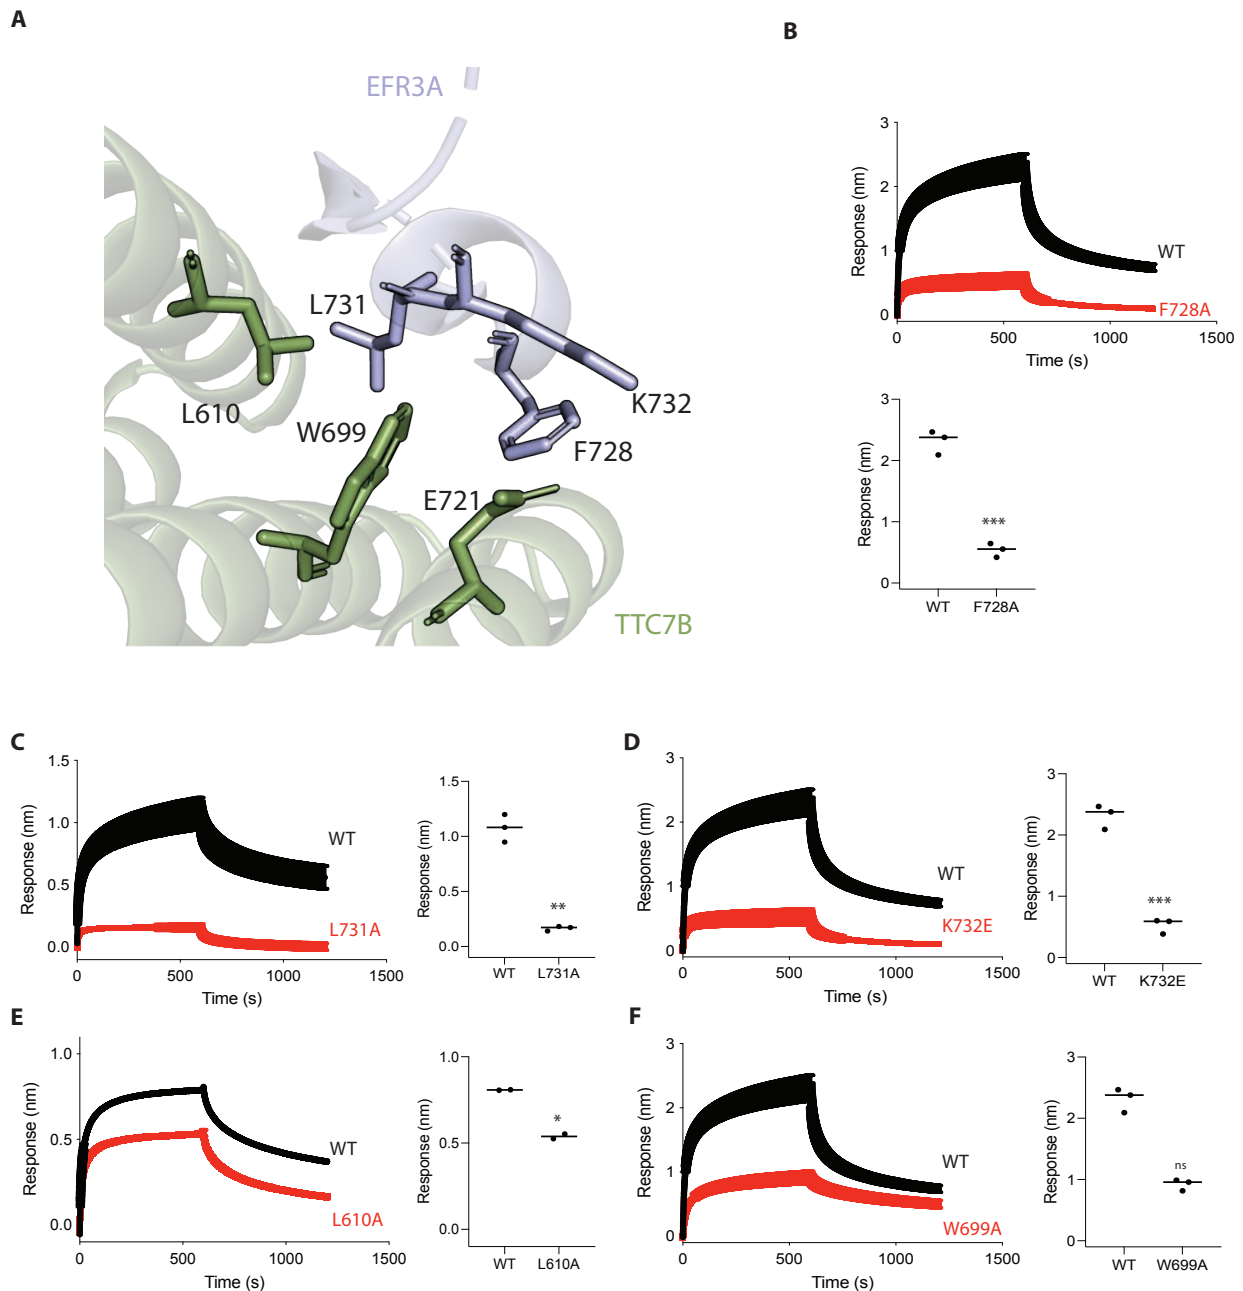 A
EFR3A
L731
L610
K732
W699
F728
E721
TTC7B
B
3
2
1
0
Response (nm)
WT
F728A
0
500
1000
1500
Time (s)
3
2
1
0
Response (nm)
***
WT
F728A
C
1.5
1.0
0.5
0.0
Response (nm)
WT
L731A
0
500
1000
1500
Time (s)
1.5
1.0
0.5
0.0
Response (nm)
**
WT
L731A
D
3
2
1
0
Response (nm)
WT
K732E
0
500
1000
1500
Time (s)
3
2
1
0
Response (nm)
***
WT
K732E
E
1.0
0.5
0.0
Response (nm)
WT
L610A
0
500
1000
1500
Time (s)
1.0
0.5
0.0
Response (nm)
*
WT
L610A
F
3
2
1
0
Response (nm)
WT
W699A
0
500
1000
1500
Time (s)
3
2
1
0
Response (nm)
ns
WT
W699A